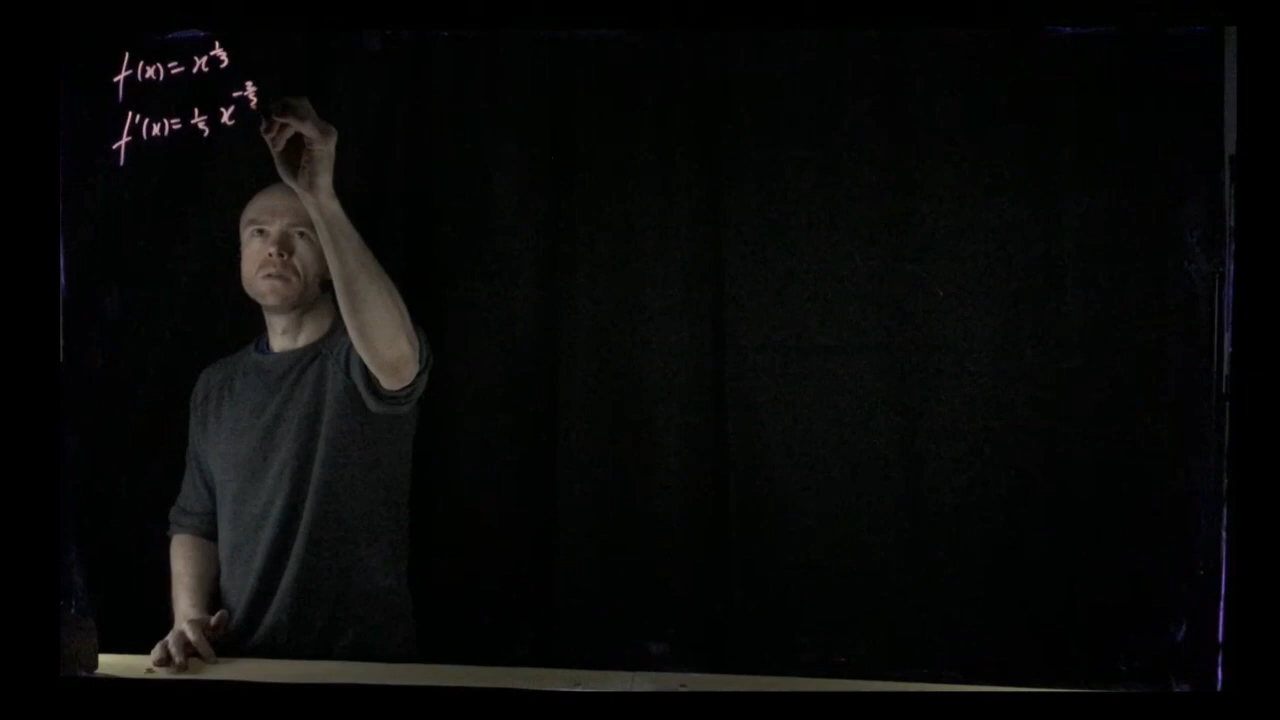 f(x) = x^{1/3}
f'(x) = 1/3 x^{-2/3}